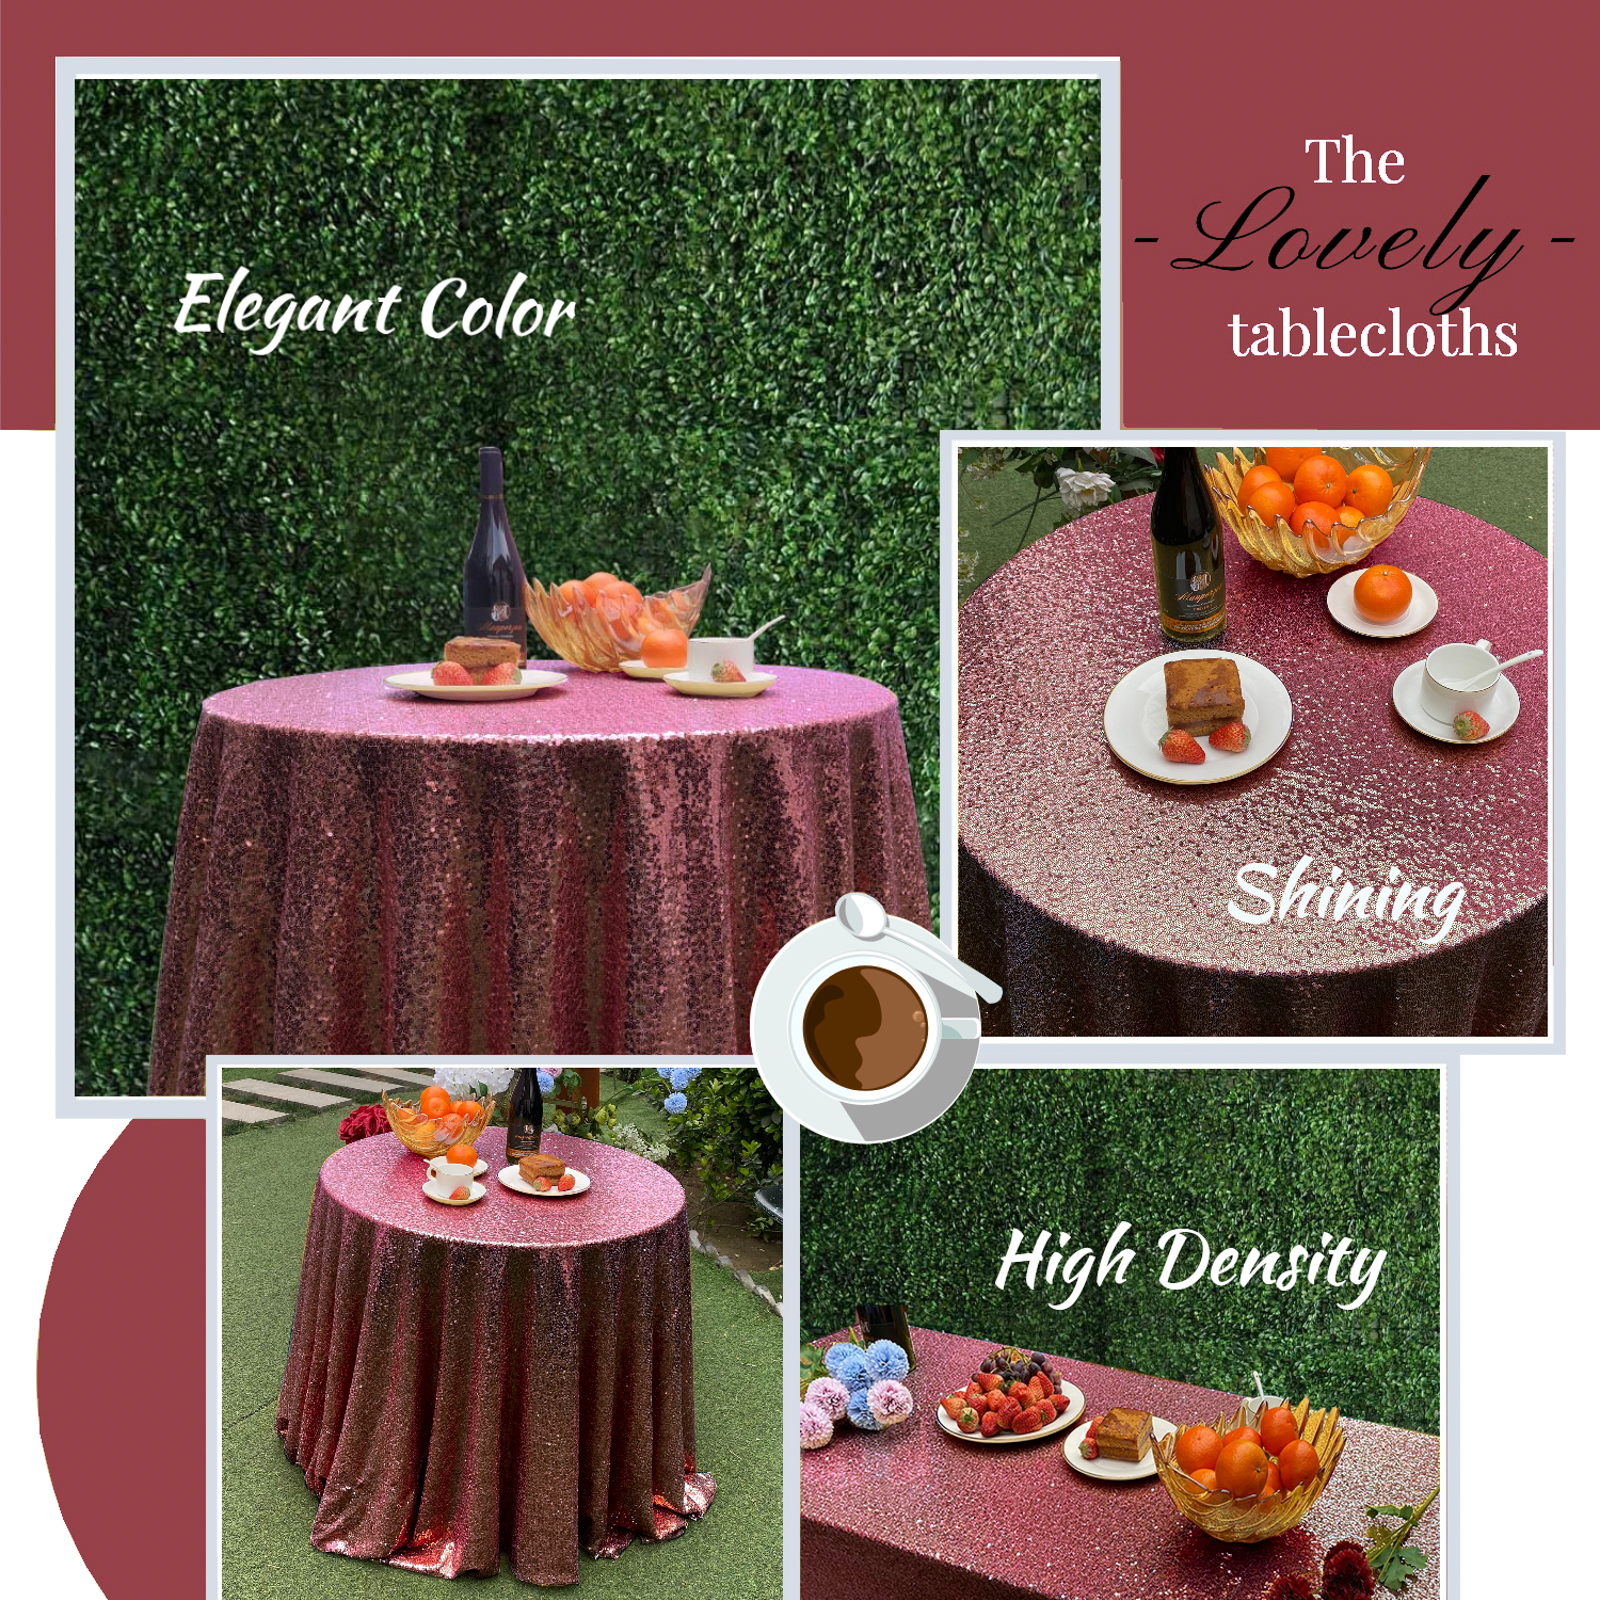 The
- Lovely -
tablecloths
Elegant Color
Shining
High Density